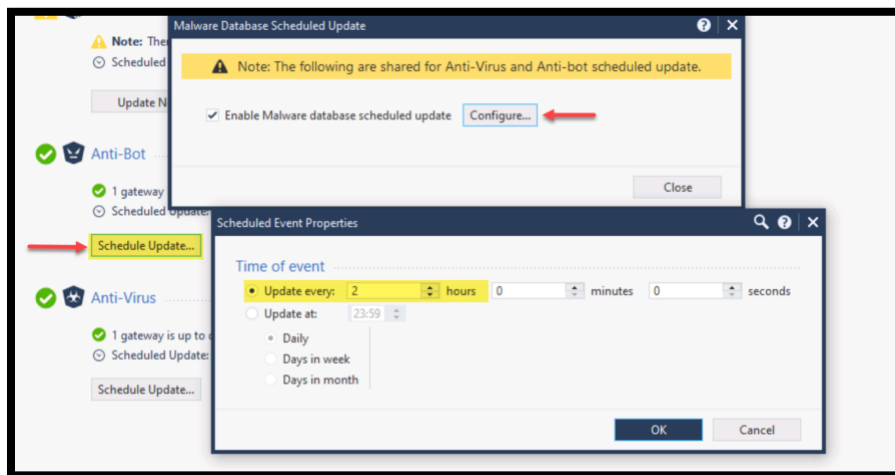 Malware Database Scheduled Update
Note: The following are shared for Anti-Virus and Anti-bot scheduled update.
Enable Malware database scheduled update Configure...
Close
Note:
Scheduled
Update
Anti-Bot
1 gateway
Scheduled Update:
Schedule Update...
Anti-Virus
1 gateway is up to
Scheduled Update:
Schedule Update...
Scheduled Event Properties
Time of event
Update every: 2 hours 0 minutes 0 seconds
Update at: 23:59
Daily
Days in week
Days in month
OK Cancel